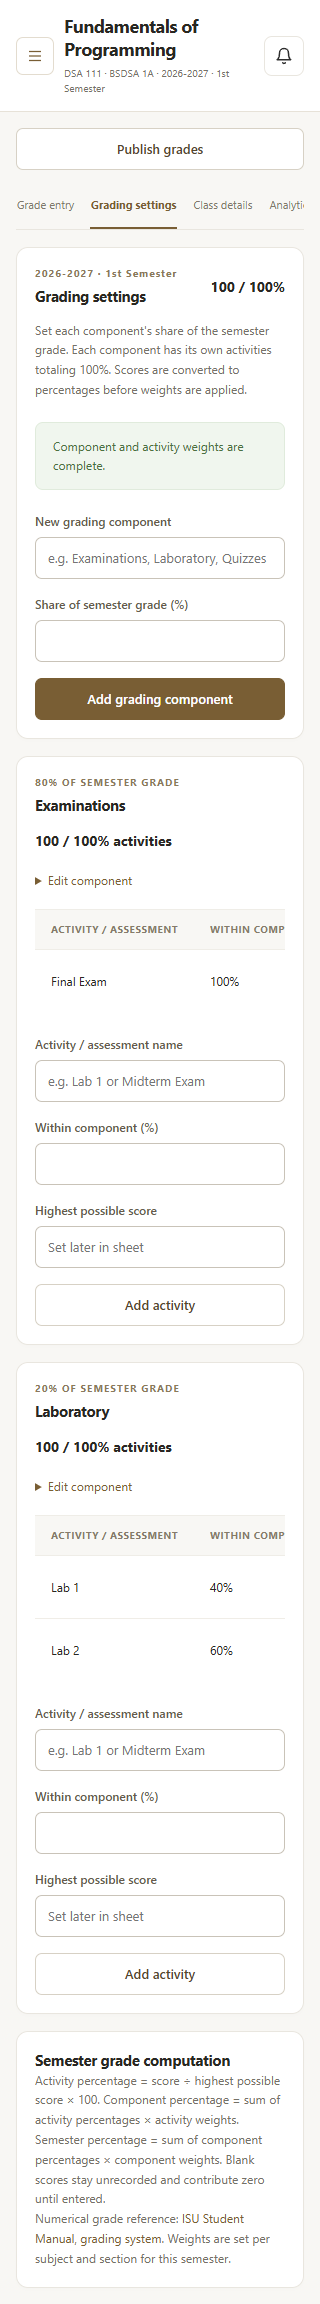 Fundamentals of
Programming
DSA 111 · BSDSA 1A · 2026-2027 · 1st
Semester
Publish grades
Grade entry Grading settings Class details Analytic
2026-2027 · 1st Semester
Grading settings
100 / 100%
Set each component's share of the semester
grade. Each component has its own activities
totaling 100%. Scores are converted to
percentages before weights are applied.
Component and activity weights are
complete.
New grading component
e.g. Examinations, Laboratory, Quizzes
Share of semester grade (%)
Add grading component
80% OF SEMESTER GRADE
Examinations
100 / 100% activities
Edit component
ACTIVITY / ASSESSMENT WITHIN COMP
Final Exam 100%
Activity / assessment name
e.g. Lab 1 or Midterm Exam
Within component (%)
Highest possible score
Set later in sheet
Add activity
20% OF SEMESTER GRADE
Laboratory
100 / 100% activities
Edit component
ACTIVITY / ASSESSMENT WITHIN COMP
Lab 1 40%
Lab 2 60%
Activity / assessment name
e.g. Lab 1 or Midterm Exam
Within component (%)
Highest possible score
Set later in sheet
Add activity
Semester grade computation
Activity percentage = score ÷ highest possible
score × 100. Component percentage = sum of
activity percentages × activity weights.
Semester percentage = sum of component
percentages × component weights. Blank
scores stay unrecorded and contribute zero
until entered.
Numerical grade reference: ISU Student
Manual, grading system. Weights are set per
subject and section for this semester.